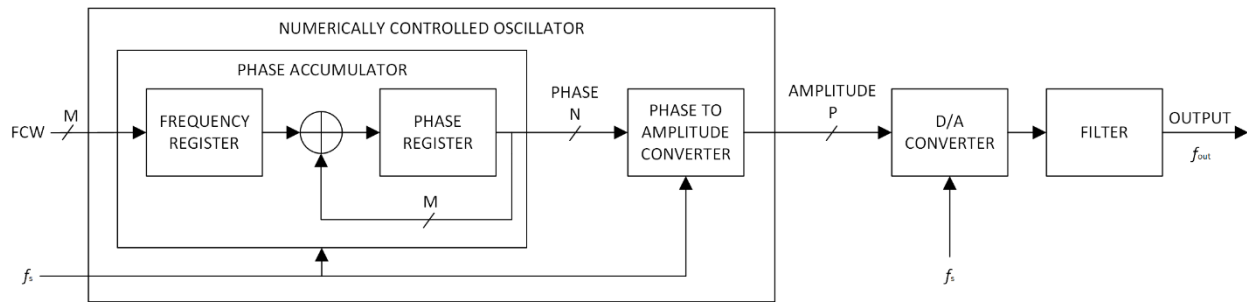 NUMERICALLY CONTROLLED OSCILLATOR
PHASE ACCUMULATOR
FCW
M
FREQUENCY
REGISTER
PHASE
REGISTER
M
PHASE
N
PHASE TO
AMPLITUDE
CONVERTER
AMPLITUDE
P
D/A
CONVERTER
FILTER
OUTPUT
fout
fs
fs